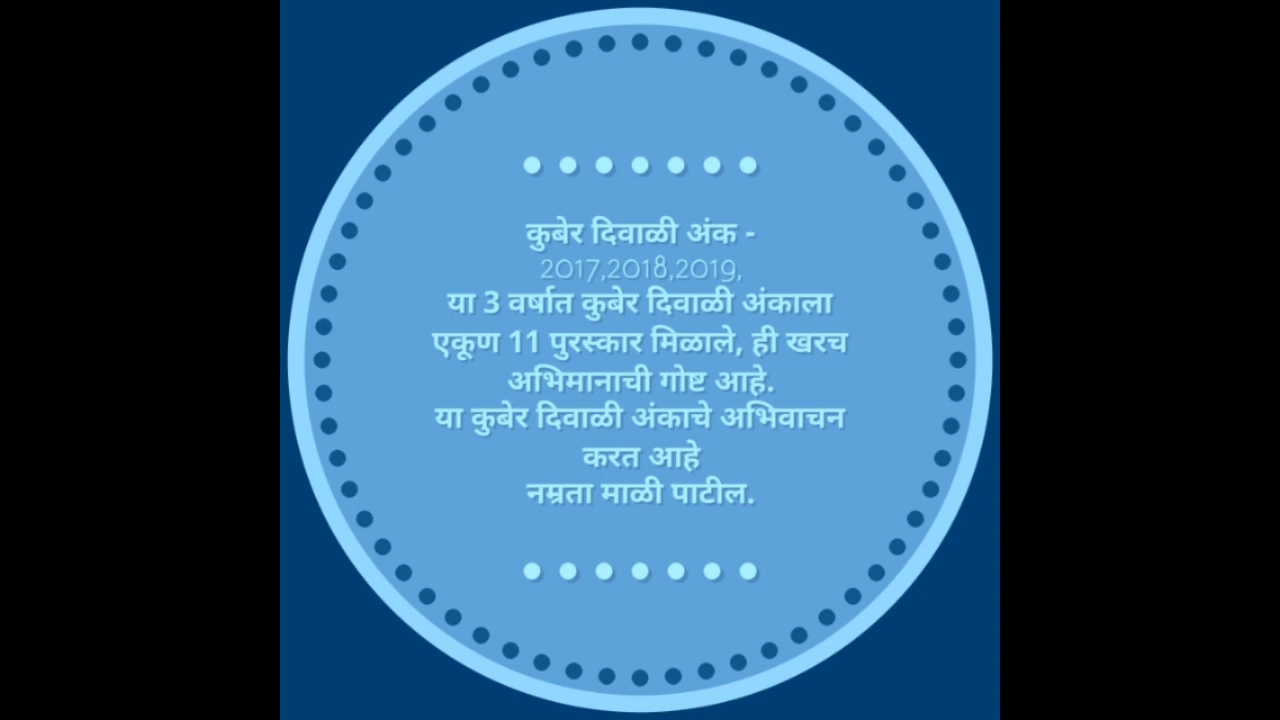 कुबेर दिवाळी अंक -
2017,2018,2019,
या 3 वर्षात कुबेर दिवाळी अंकाला
एकूण 11 पुरस्कार मिळाले, ही खरच
अभिमानाची गोष्ट आहे.
या कुबेर दिवाळी अंकाचे अभिवाचन
करत आहे
नम्रता माळी पाटील.